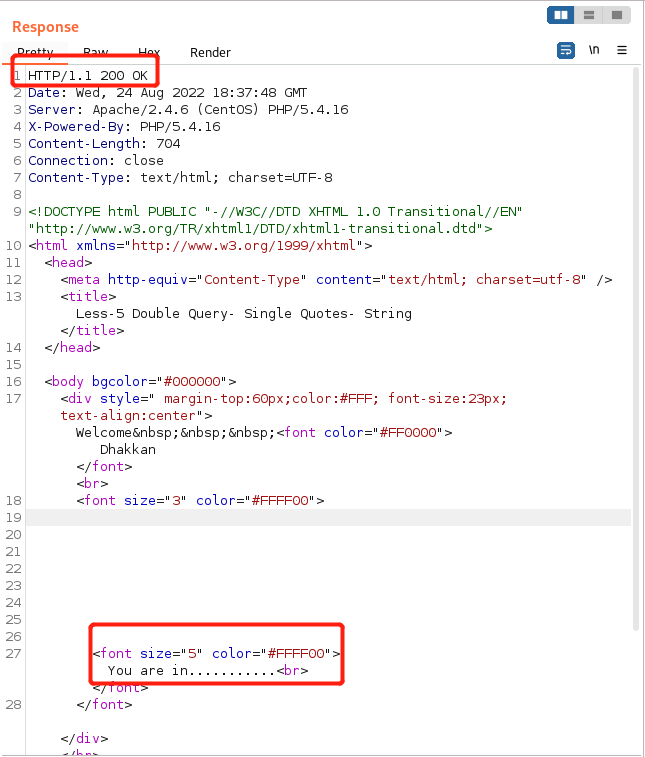 Response
Pretty Raw Hex Render \n ☰
1 HTTP/1.1 200 OK
2 Date: Wed, 24 Aug 2022 18:37:48 GMT
3 Server: Apache/2.4.6 (CentOS) PHP/5.4.16
4 X-Powered-By: PHP/5.4.16
5 Content-Length: 704
6 Connection: close
7 Content-Type: text/html; charset=UTF-8
8
9 <!DOCTYPE html PUBLIC "-//W3C//DTD XHTML 1.0 Transitional//EN"
"http://www.w3.org/TR/xhtml1/DTD/xhtml1-transitional.dtd">
10 <html xmlns="http://www.w3.org/1999/xhtml">
11 <head>
12 <meta http-equiv="Content-Type" content="text/html; charset=utf-8" />
13 <title>
Less-5 Double Query- Single Quotes- String
</title>
14 </head>
15
16 <body bgcolor="#000000">
17 <div style=" margin-top:60px;color:#FFF; font-size:23px;
text-align:center">
Welcome&nbsp;&nbsp;&nbsp;<font color="#FF0000">
Dhakkan
</font>
<br>
18 <font size="3" color="#FFFF00">
19
20
21
22
23
24
25
26
27 <font size="5" color="#FFFF00">
You are in...........<br>
</font>
28 </font>
</div>
</br>